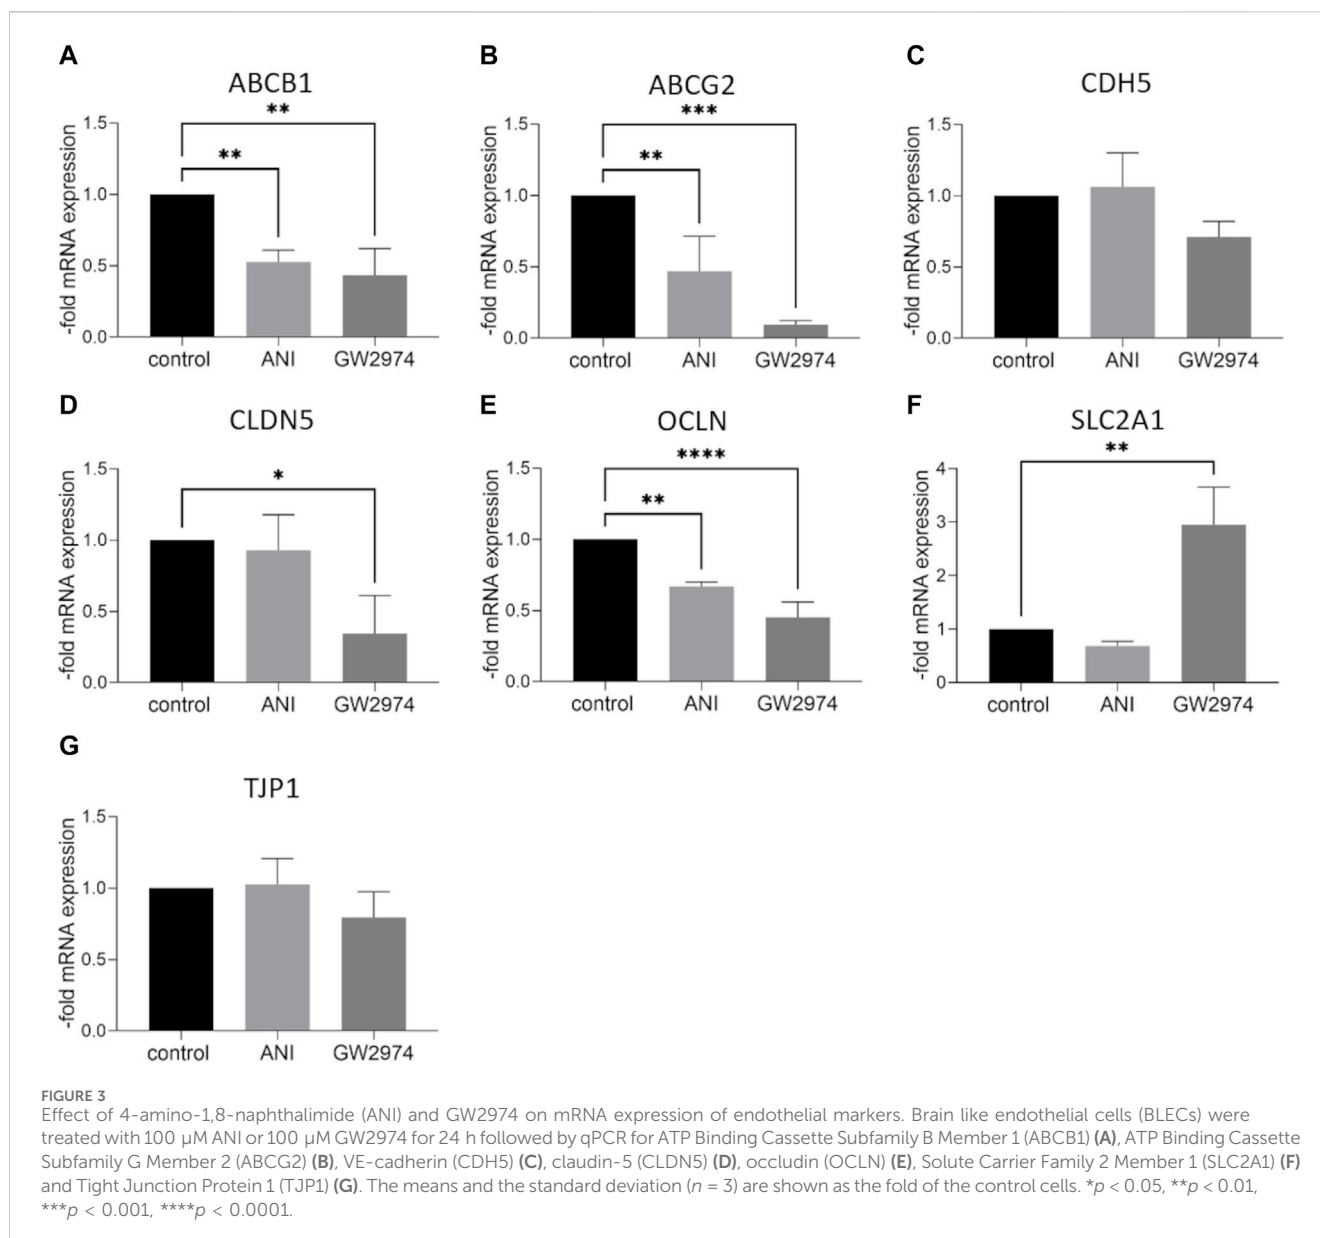 A
ABCB1
**
**
-fold mRNA expression
1.5
1.0
0.5
0.0
control ANI GW2974
B
ABCG2
***
**
-fold mRNA expression
1.5
1.0
0.5
0.0
control ANI GW2974
C
CDH5
-fold mRNA expression
1.5
1.0
0.5
0.0
control ANI GW2974
D
CLDN5
*
-fold mRNA expression
1.5
1.0
0.5
0.0
control ANI GW2974
E
OCLN
****
**
-fold mRNA expression
1.5
1.0
0.5
0.0
control ANI GW2974
F
SLC2A1
**
-fold mRNA expression
4
3
2
1
0
control ANI GW2974
G
TJP1
-fold mRNA expression
1.5
1.0
0.5
0.0
control ANI GW2974
FIGURE 3
Effect of 4-amino-1,8-naphthalimide (ANI) and GW2974 on mRNA expression of endothelial markers. Brain like endothelial cells (BLECs) were
treated with 100 µM ANI or 100 µM GW2974 for 24 h followed by qPCR for ATP Binding Cassette Subfamily B Member 1 (ABCB1) (A), ATP Binding Cassette
Subfamily G Member 2 (ABCG2) (B), VE-cadherin (CDH5) (C), claudin-5 (CLDN5) (D), occludin (OCLN) (E), Solute Carrier Family 2 Member 1 (SLC2A1) (F)
and Tight Junction Protein 1 (TJP1) (G). The means and the standard deviation (n = 3) are shown as the fold of the control cells. *p < 0.05, **p < 0.01,
***p < 0.001, ****p < 0.0001.